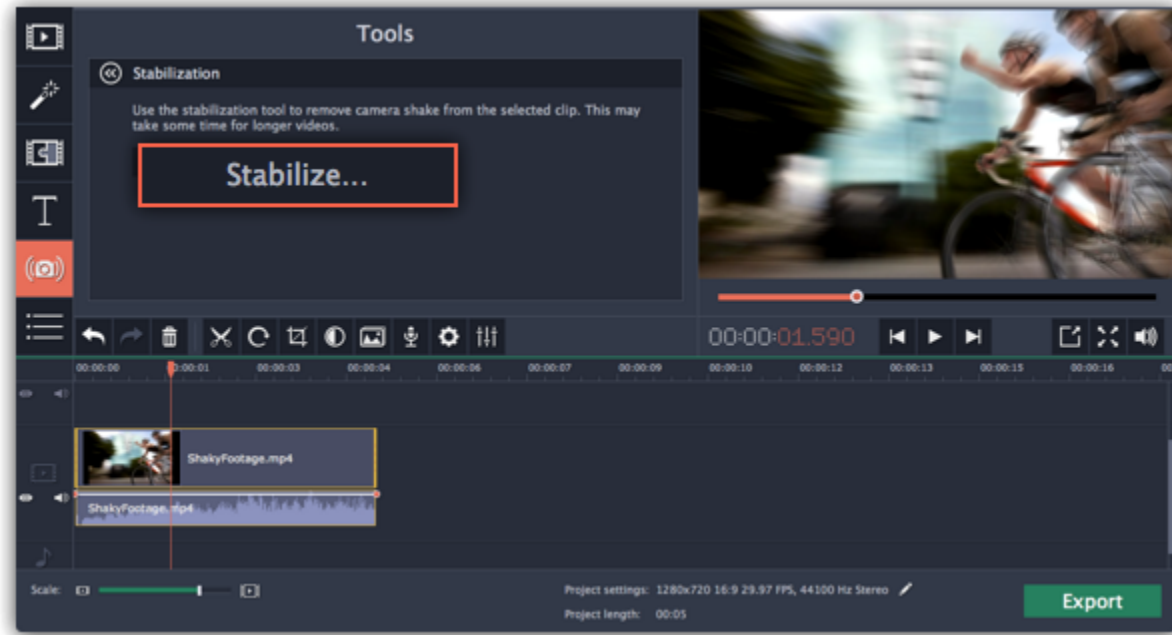 Tools
Stabilization
Use the stabilization tool to remove camera shake from the selected clip. This may
take some time for longer videos.
Stabilize...
T
00:00:01.590
00:00:00 0:00:01 00:00:03 00:00:04 00:00:06 00:00:07 00:00:09 00:00:10 00:00:12 00:00:13 00:00:15 00:00:16 00
ShakyFootage.mp4
ShakyFootage.mp4
Scale:
Project settings: 1280x720 16:9 29.97 FPS, 44100 Hz Stereo
Project length: 00:05
Export